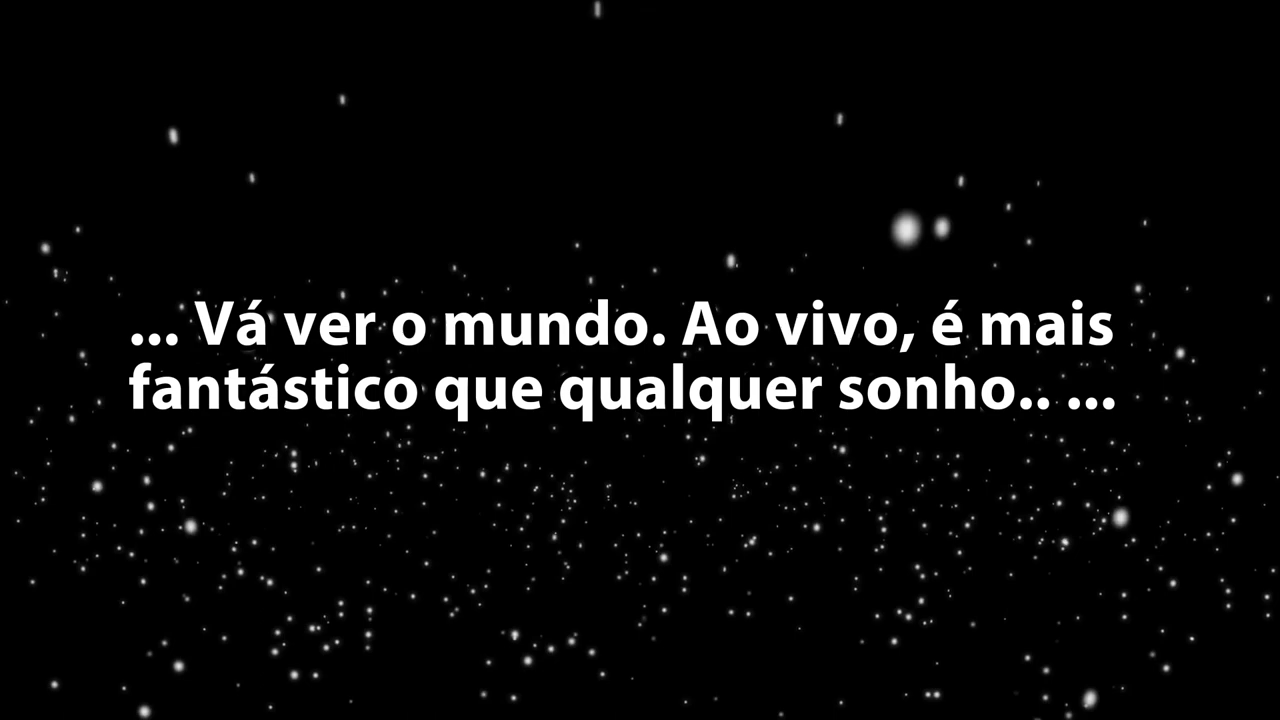 ... Vá ver o mundo. Ao vivo, é mais
fantástico que qualquer sonho.. ...